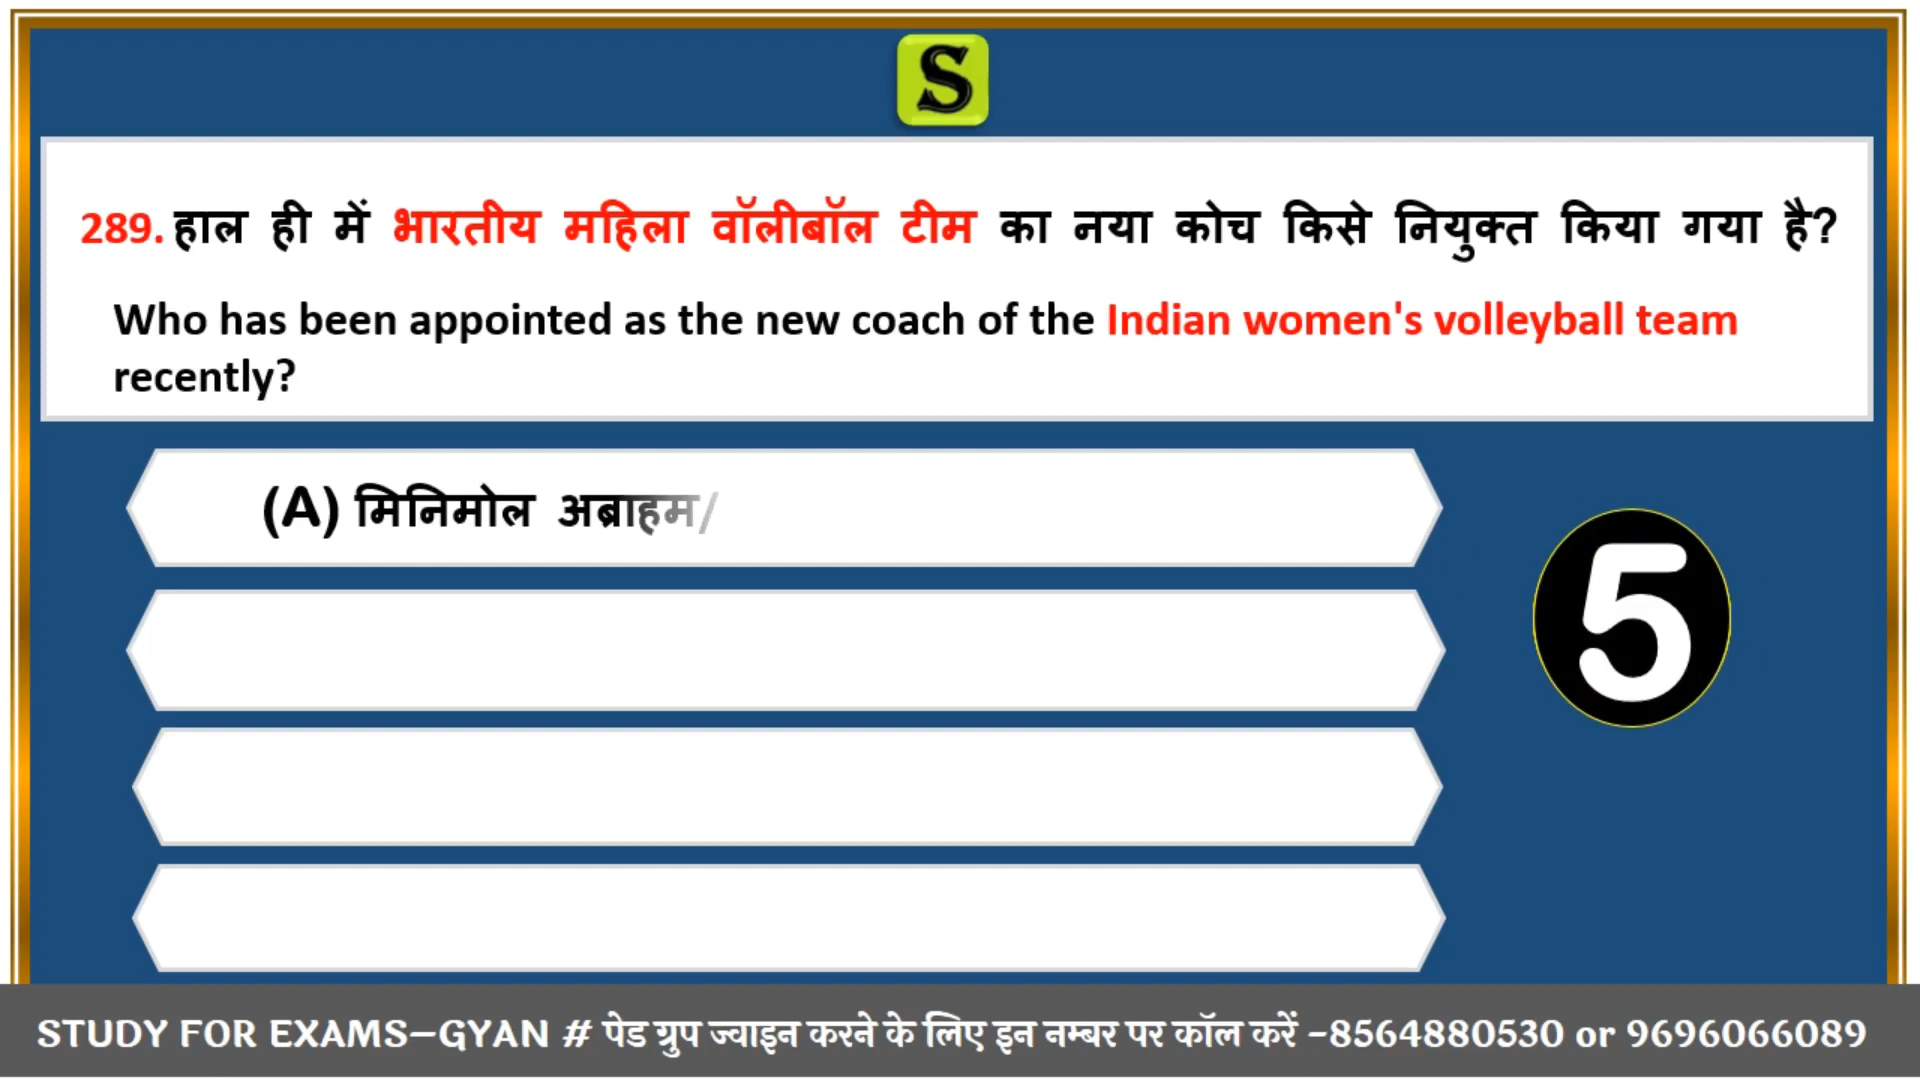 S
289. हाल ही में भारतीय महिला वॉलीबॉल टीम का नया कोच किसे नियुक्त किया गया है?
Who has been appointed as the new coach of the Indian women's volleyball team
recently?
(A) मिनिमोल अब्राहम/
5
STUDY FOR EXAMS–GYAN # पेड ग्रुप ज्वाइन करने के लिए इन नम्बर पर कॉल करें –8564880530 or 9696066089